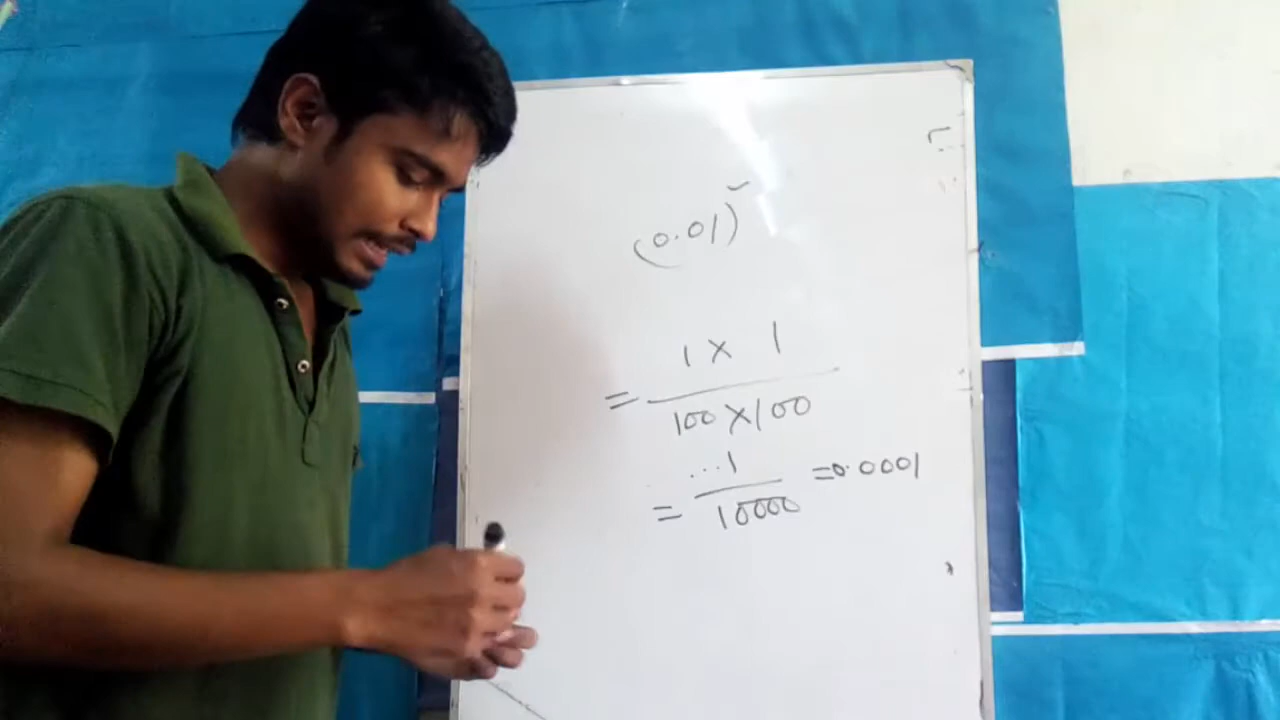 (0.01)²
= 1 × 1 / 100 × 100
= 1 / 10000 = 0.0001